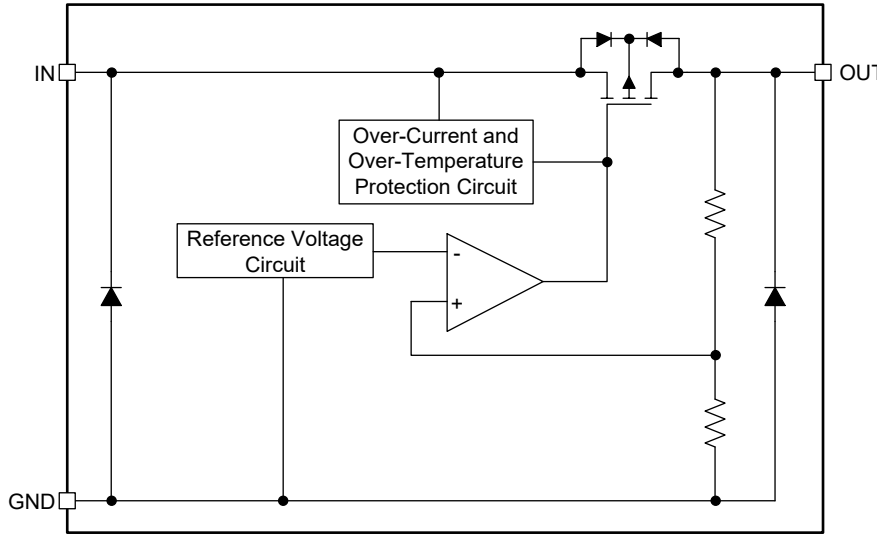 IN
OUT
Over-Current and
Over-Temperature
Protection Circuit
Reference Voltage
Circuit
-
+
GND